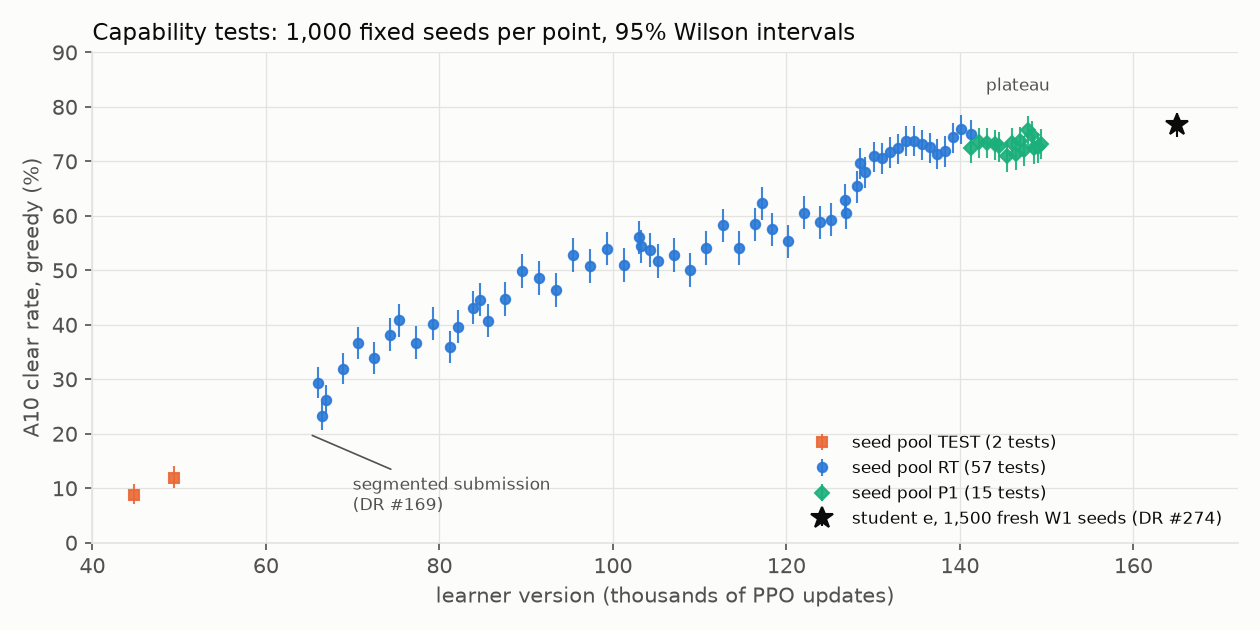 Capability tests: 1,000 fixed seeds per point, 95% Wilson intervals
90
80
70
60
50
40
30
20
10
0
A10 clear rate, greedy (%)
plateau
segmented submission
(DR #169)
seed pool TEST (2 tests)
seed pool RT (57 tests)
seed pool P1 (15 tests)
student e, 1,500 fresh W1 seeds (DR #274)
40 60 80 100 120 140 160
learner version (thousands of PPO updates)